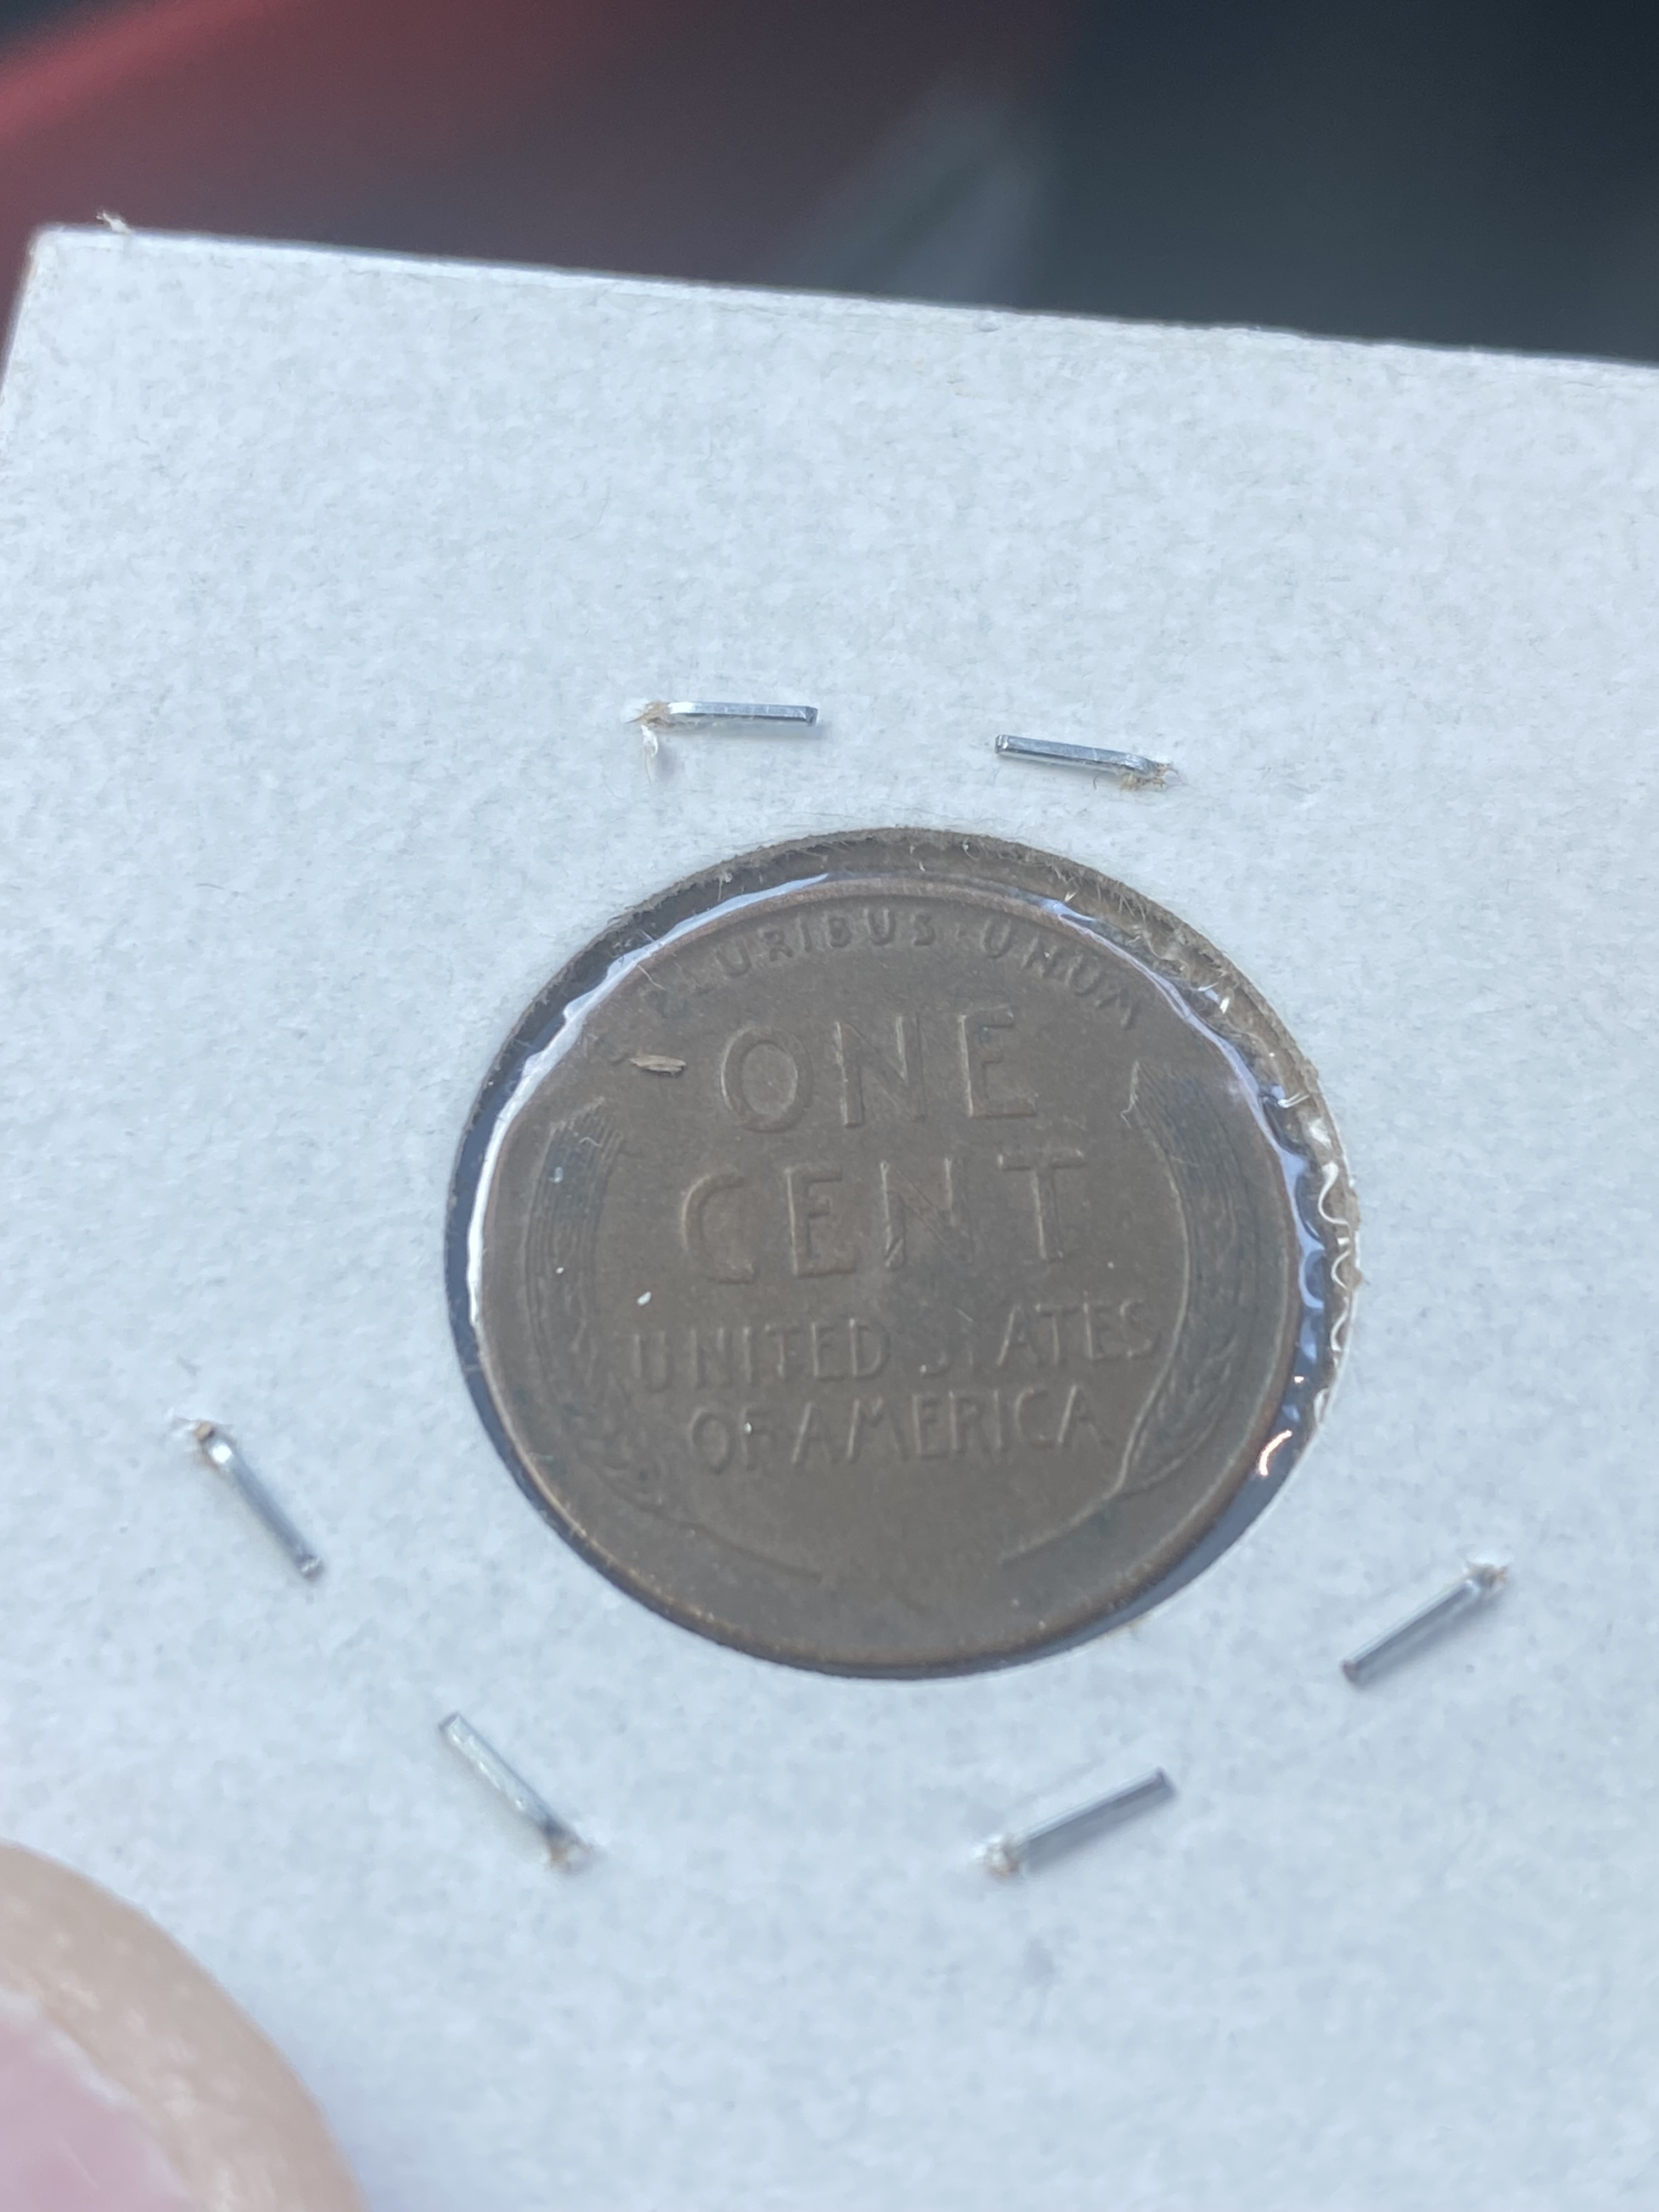 PLURIBUS · UNUM
ONE
CENT
UNITED STATES
OF AMERICA